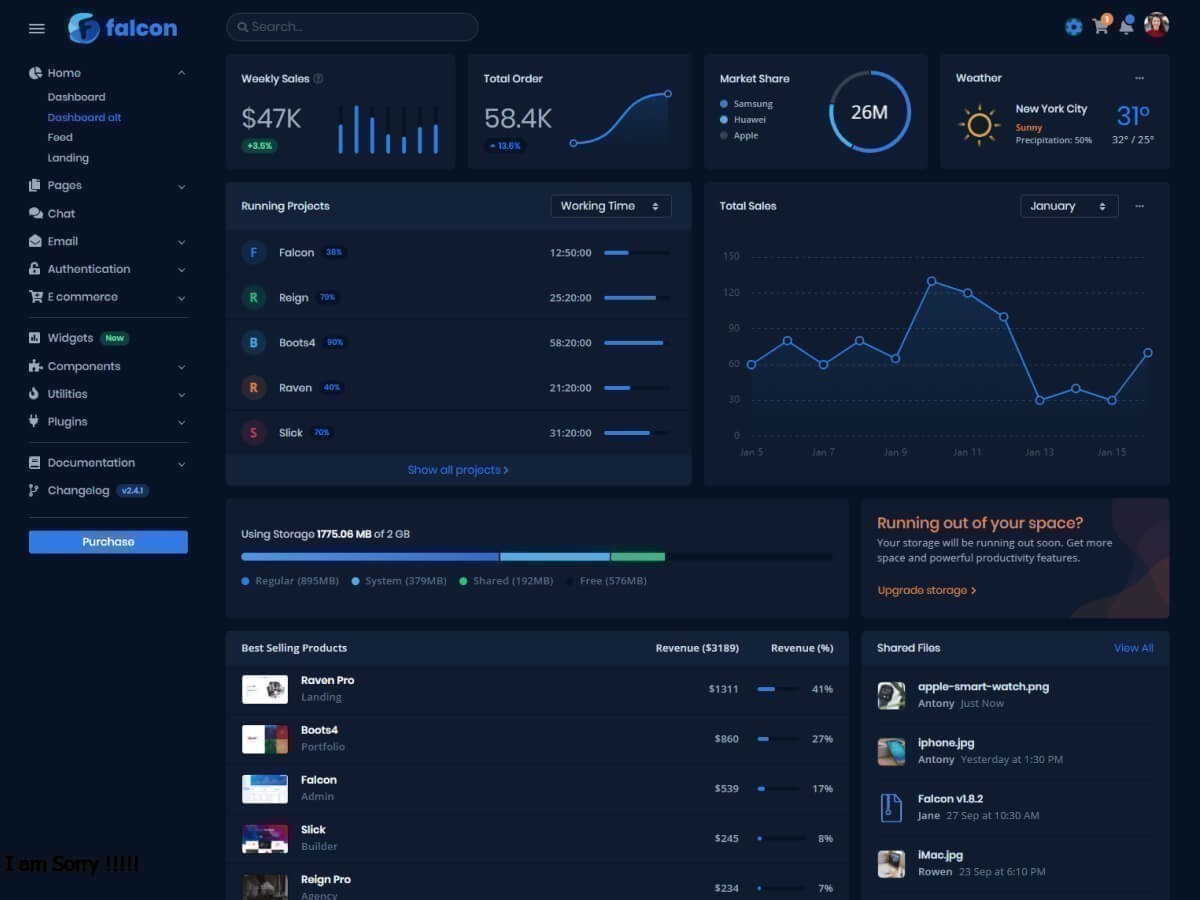 falcon
Search...
3
Home
Dashboard
Dashboard alt
Feed
Landing
Pages
Chat
Email
Authentication
E commerce
Widgets New
Components
Utilities
Plugins
Documentation
Changelog v2.4.1
Purchase
I am Sorry !!!!!
Weekly Sales ?
$47K
+3.5%
Total Order
58.4K
13.6%
Market Share
Samsung
Huawei
Apple
26M
Weather
New York City
Sunny
Precipitation: 50%
31°
32° / 25°
Running Projects
Working Time
F Falcon 38% 12:50:00
R Reign 79% 25:20:00
B Boots4 90% 58:20:00
R Raven 40% 21:20:00
S Slick 70% 31:20:00
Show all projects
Total Sales
January
150
120
90
60
30
0
Jan 5 Jan 7 Jan 9 Jan 11 Jan 13 Jan 15
Using Storage 1775.06 MB of 2 GB
Regular (895MB) System (379MB) Shared (192MB) Free (576MB)
Running out of your space?
Your storage will be running out soon. Get more
space and powerful productivity features.
Upgrade storage
Best Selling Products Revenue ($3189) Revenue (%)
Raven Pro
Landing
$1311 41%
Boots4
Portfolio
$860 27%
Falcon
Admin
$539 17%
Slick
Builder
$245 8%
Reign Pro
Agency
$234 7%
Shared Files View All
apple-smart-watch.png
Antony Just Now
iphone.jpg
Antony Yesterday at 1:30 PM
Falcon v1.8.2
Jane 27 Sep at 10:30 AM
iMac.jpg
Rowen 23 Sep at 6:10 PM